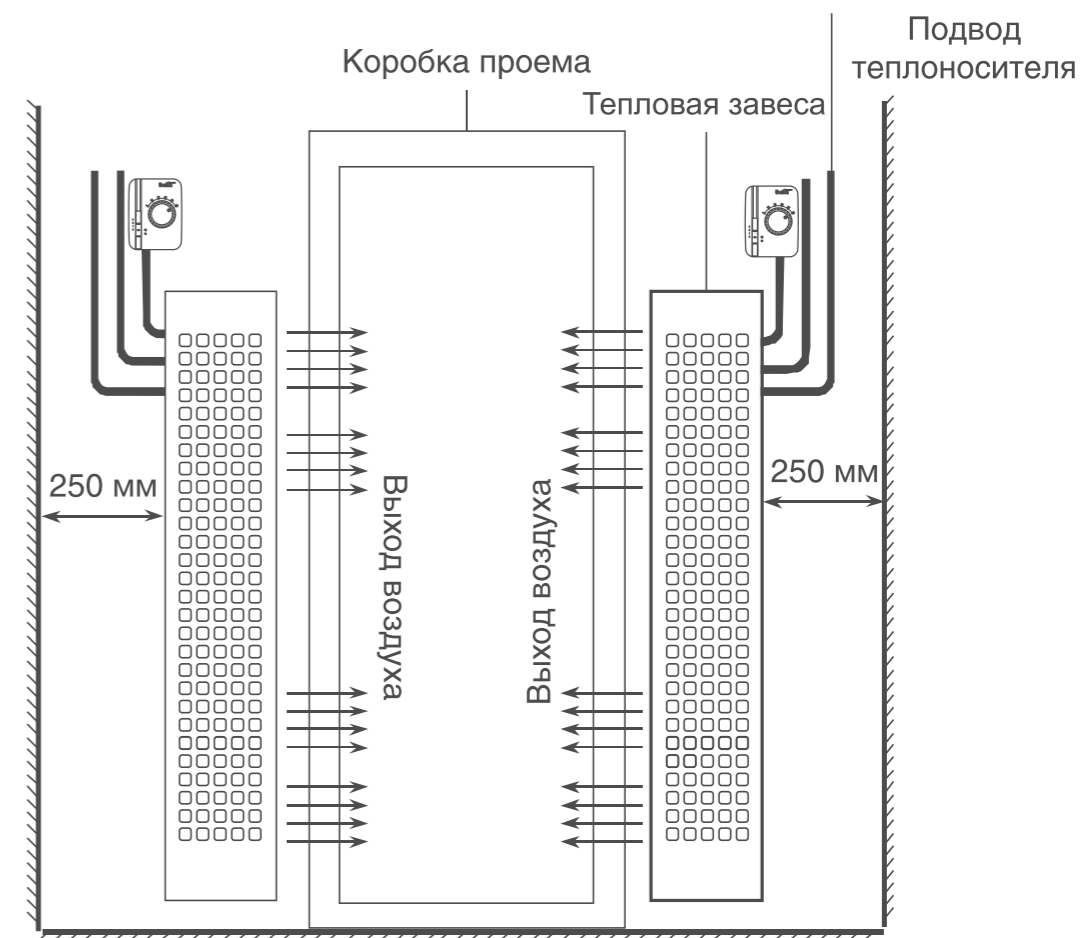 Подвод
теплоносителя
Коробка проема
Тепловая завеса
250 мм
250 мм
Выход воздуха
Выход воздуха